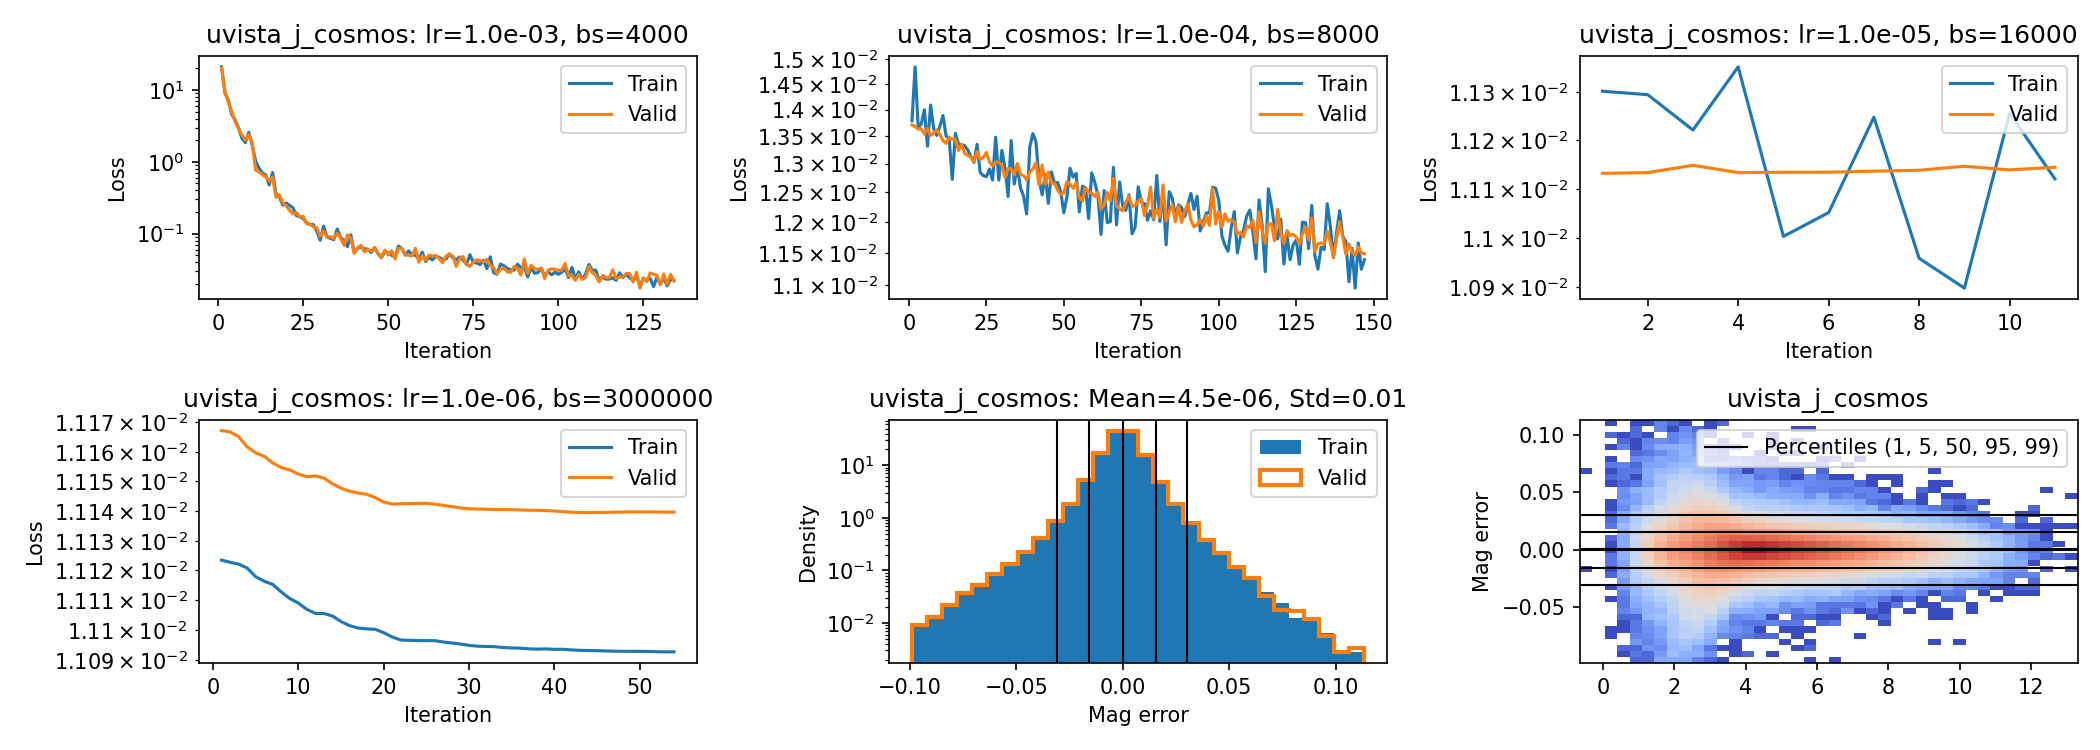 uvista_j_cosmos: lr=1.0e-03, bs=4000
Loss
10¹
10⁰
10⁻¹
Train
Valid
0 25 50 75 100 125
Iteration
uvista_j_cosmos: lr=1.0e-04, bs=8000
Loss
1.5 × 10⁻²
1.45 × 10⁻²
1.4 × 10⁻²
1.35 × 10⁻²
1.3 × 10⁻²
1.25 × 10⁻²
1.2 × 10⁻²
1.15 × 10⁻²
1.1 × 10⁻²
Train
Valid
0 25 50 75 100 125 150
Iteration
uvista_j_cosmos: lr=1.0e-05, bs=16000
Loss
1.13 × 10⁻²
1.12 × 10⁻²
1.11 × 10⁻²
1.1 × 10⁻²
1.09 × 10⁻²
Train
Valid
2 4 6 8 10
Iteration
uvista_j_cosmos: lr=1.0e-06, bs=3000000
Loss
1.117 × 10⁻²
1.116 × 10⁻²
1.115 × 10⁻²
1.114 × 10⁻²
1.113 × 10⁻²
1.112 × 10⁻²
1.111 × 10⁻²
1.11 × 10⁻²
1.109 × 10⁻²
Train
Valid
0 10 20 30 40 50
Iteration
uvista_j_cosmos: Mean=4.5e-06, Std=0.01
Density
10¹
10⁰
10⁻¹
10⁻²
Train
Valid
−0.10 −0.05 0.00 0.05 0.10
Mag error
uvista_j_cosmos
Mag error
0.10
0.05
0.00
−0.05
Percentiles (1, 5, 50, 95, 99)
0 2 4 6 8 10 12